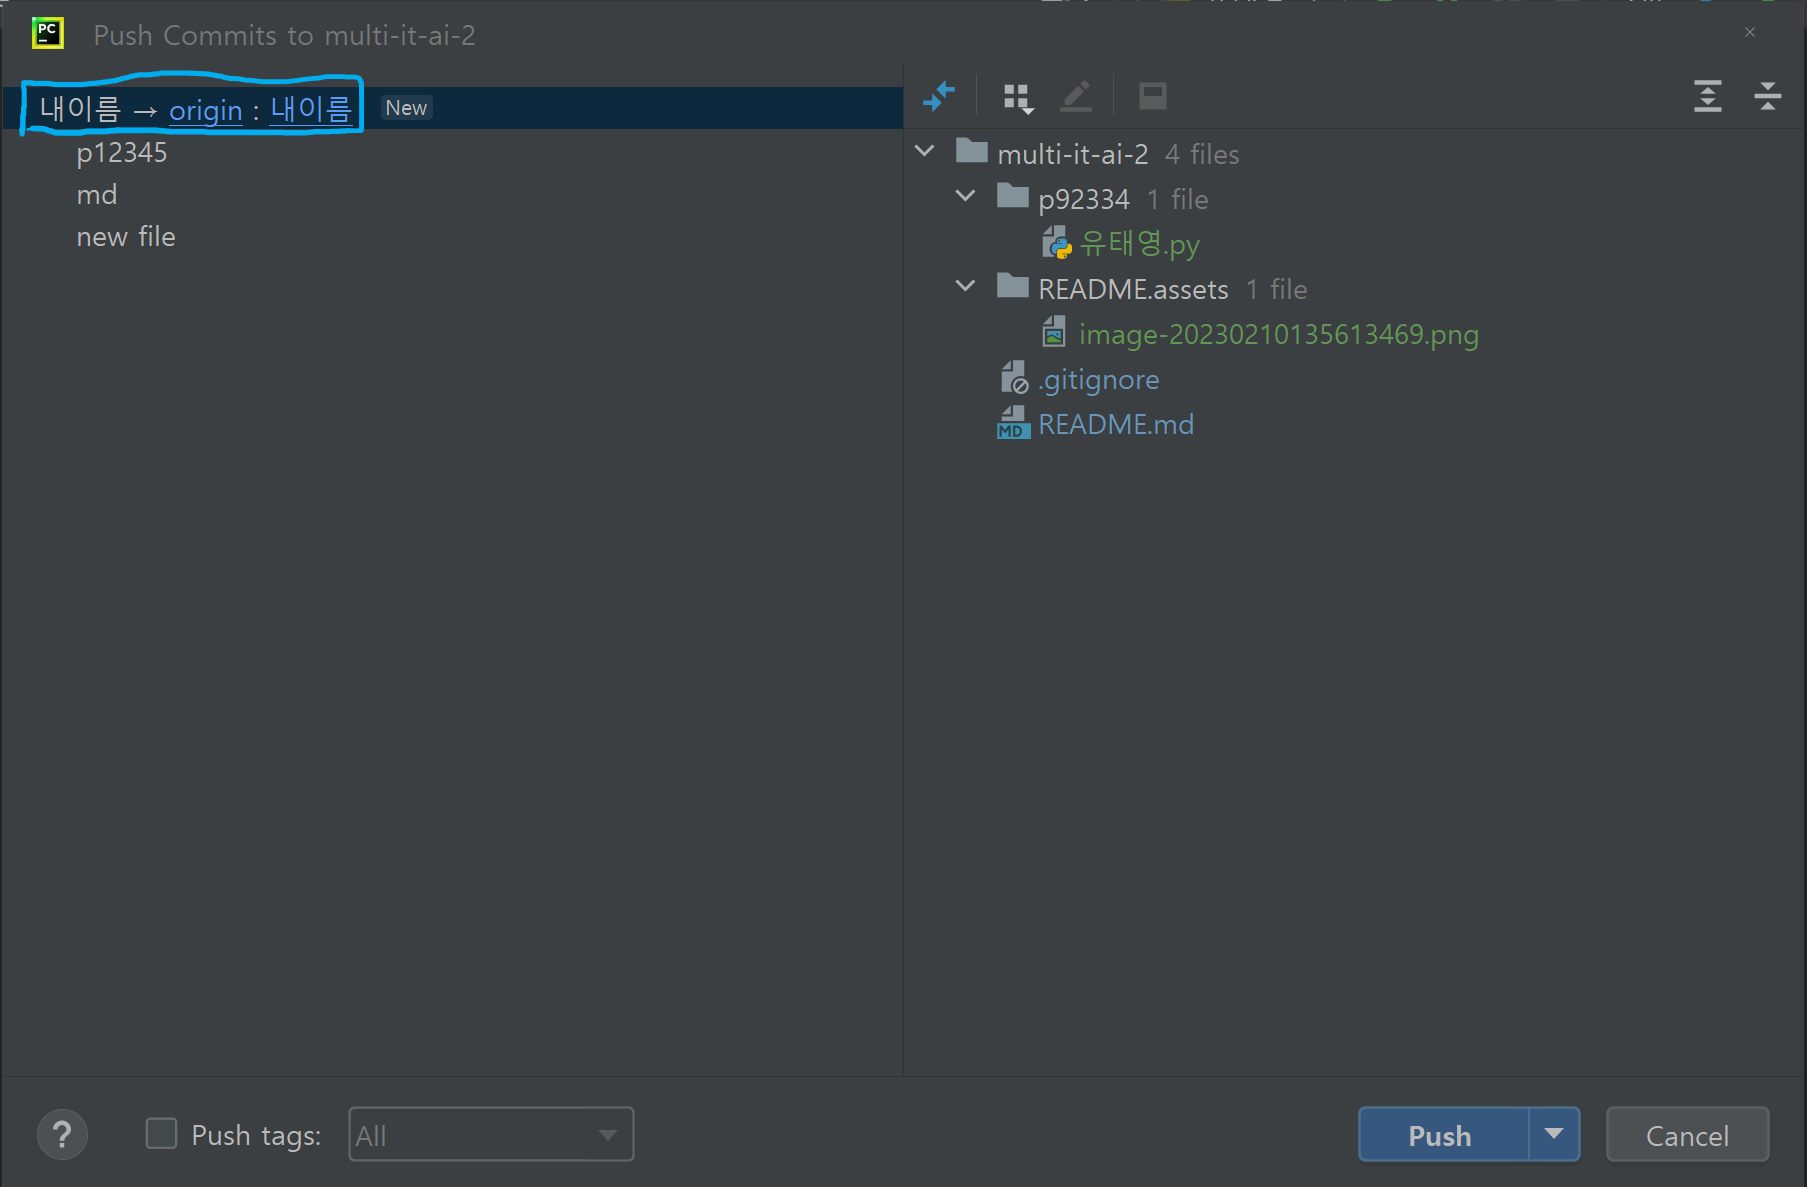 PC
Push Commits to multi-it-ai-2
내이름 → origin : 내이름 New
p12345
md
new file
multi-it-ai-2 4 files
p92334 1 file
유태영.py
README.assets 1 file
image-20230210135613469.png
.gitignore
MD README.md
?
Push tags: All
Push
Cancel